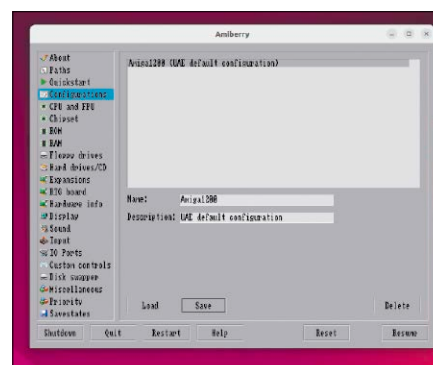 Amiberry
About
Paths
Quickstart
Configurations
CPU and FPU
Chipset
ROM
RAM
Floppy drives
Hard drives/CD
Expansions
RTG board
Hardware info
Display
Sound
Input
IO Ports
Custom controls
Disk swapper
Miscellaneous
Priority
Savestates
Amiga1200 (UAE default configuration)
Name: Amiga1200
Description: UAE default configuration
Load Save Delete
Shutdown Quit Restart Help Reset Resume